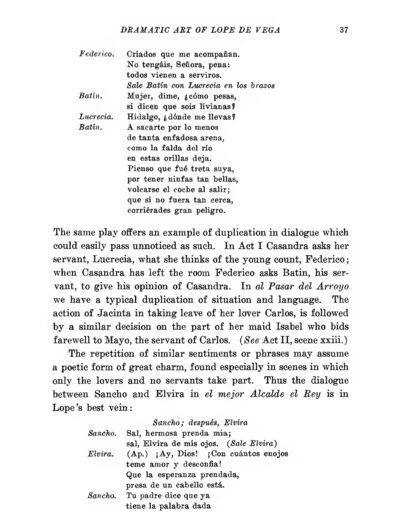 DRAMATIC ART OF LOPE DE VEGA 37
Federico. Criados que me acompañan.
No tengáis, Señora, pena:
todos vienen a serviros.
Sale Batín con Lucrecia en los brazos
Batín. Mujer, dime, ¿cómo pesas,
si dicen que sois livianas?
Lucrecia. Hidalgo, ¿dónde me llevas?
Batín. A sacarte por lo menos
de tanta enfadosa arena,
como la falda del río
en estas orillas deja.
Pienso que fué treta suya,
por tener ninfas tan bellas,
volcarse el coche al salir;
que si no fuera tan cerca,
corriérades gran peligro.
The same play offers an example of duplication in dialogue which
could easily pass unnoticed as such. In Act I Casandra asks her
servant, Lucrecia, what she thinks of the young count, Federico;
when Casandra has left the room Federico asks Batin, his ser-
vant, to give his opinion of Casandra. In al Pasar del Arroyo
we have a typical duplication of situation and language. The
action of Jacinta in taking leave of her lover Carlos, is followed
by a similar decision on the part of her maid Isabel who bids
farewell to Mayo, the servant of Carlos. (See Act II, scene xxiii.)
The repetition of similar sentiments or phrases may assume
a poetic form of great charm, found especially in scenes in which
only the lovers and no servants take part. Thus the dialogue
between Sancho and Elvira in el mejor Alcalde el Rey is in
Lope's best vein:
Sancho; después, Elvira
Sancho. Sal, hermosa prenda mia;
sal, Elvira de mis ojos. (Sale Elvira)
Elvira. (Ap.) ¡Ay, Dios! ¡Con cuántos enojos
teme amor y desconfia!
Que la esperanza prendada,
presa de un cabello está.
Sancho. Tu padre dice que ya
tiene la palabra dada